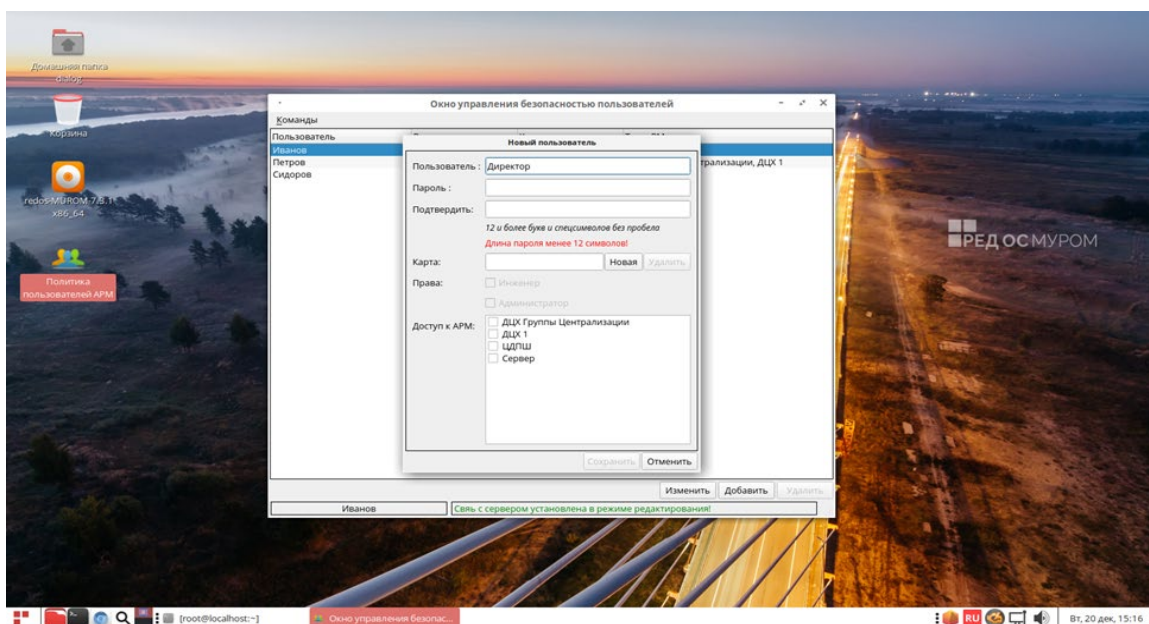 Домашняя папка
dialog
Корзина
redos-MUROM-7.3.1
x86_64
Политика
пользователей АРМ
РЕД ОС МУРОМ
Окно управления безопасностью пользователей
Команды
Пользователь
Иванов
Петров
трализации, ДЦХ 1
Сидоров
Новый пользователь
Пользователь :
Директор
Пароль :
Подтвердить:
12 и более букв и спецсимволов без пробела
Длина пароля менее 12 символов!
Карта:
Новая
Удалить
Права:
Инженер
Администратор
Доступ к АРМ:
ДЦХ Группы Централизации
ДЦХ 1
ЦДПШ
Сервер
Сохранить
Отменить
Изменить
Добавить
Удалить
Иванов
Свяь с сервером установлена в режиме редактирования!
[root@localhost:~]
Окно управления безопас...
RU
Вт, 20 дек, 15:16